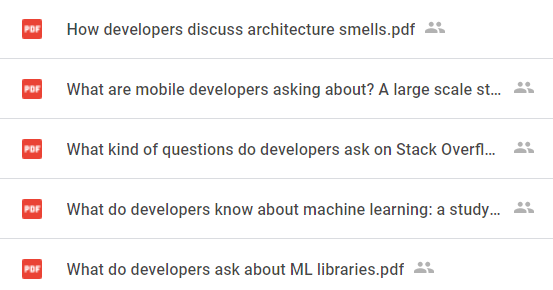 PDF How developers discuss architecture smells.pdf
PDF What are mobile developers asking about? A large scale st...
PDF What kind of questions do developers ask on Stack Overfl...
PDF What do developers know about machine learning: a study...
PDF What do developers ask about ML libraries.pdf